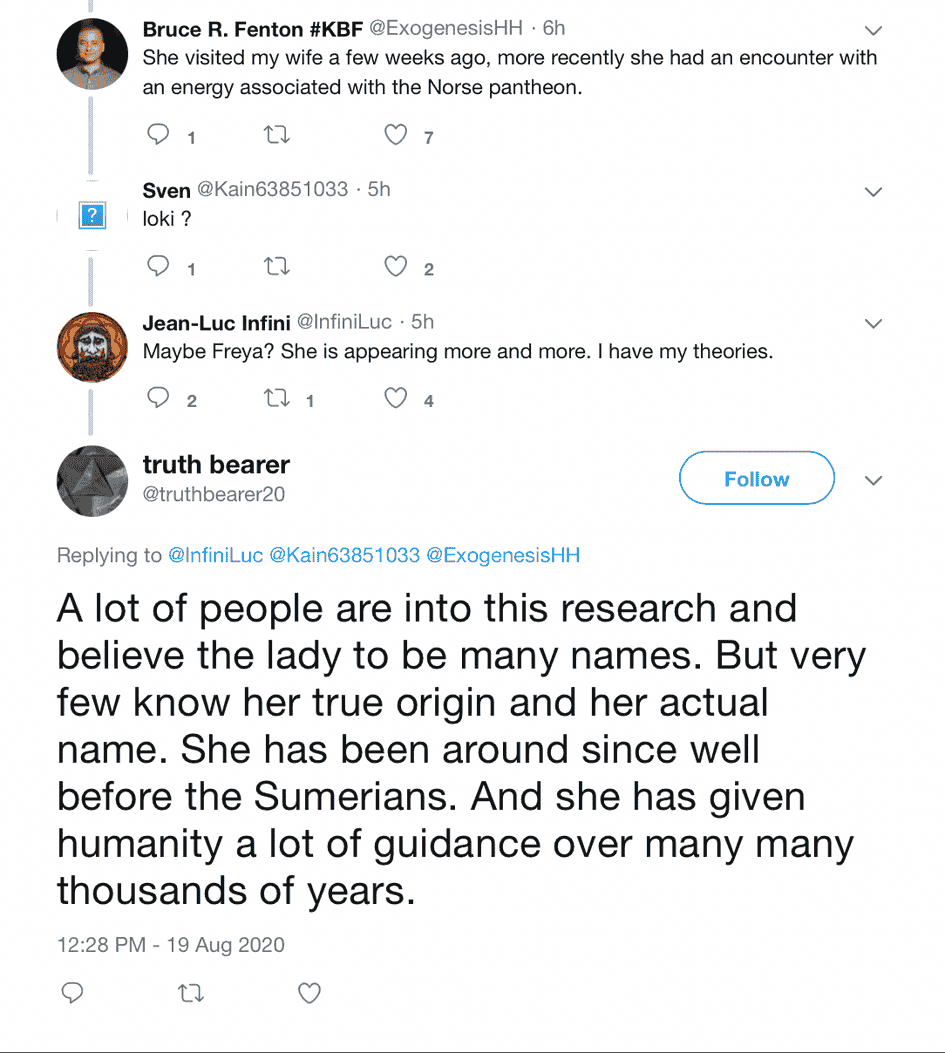 Bruce R. Fenton #KBF @ExogenesisHH · 6h
She visited my wife a few weeks ago, more recently she had an encounter with
an energy associated with the Norse pantheon.
1 7
Sven @Kain63851033 · 5h
loki ?
1 2
Jean-Luc Infini @InfiniLuc · 5h
Maybe Freya? She is appearing more and more. I have my theories.
2 1 4
truth bearer
@truthbearer20
Follow
Replying to @InfiniLuc @Kain63851033 @ExogenesisHH
A lot of people are into this research and
believe the lady to be many names. But very
few know her true origin and her actual
name. She has been around since well
before the Sumerians. And she has given
humanity a lot of guidance over many many
thousands of years.
12:28 PM - 19 Aug 2020